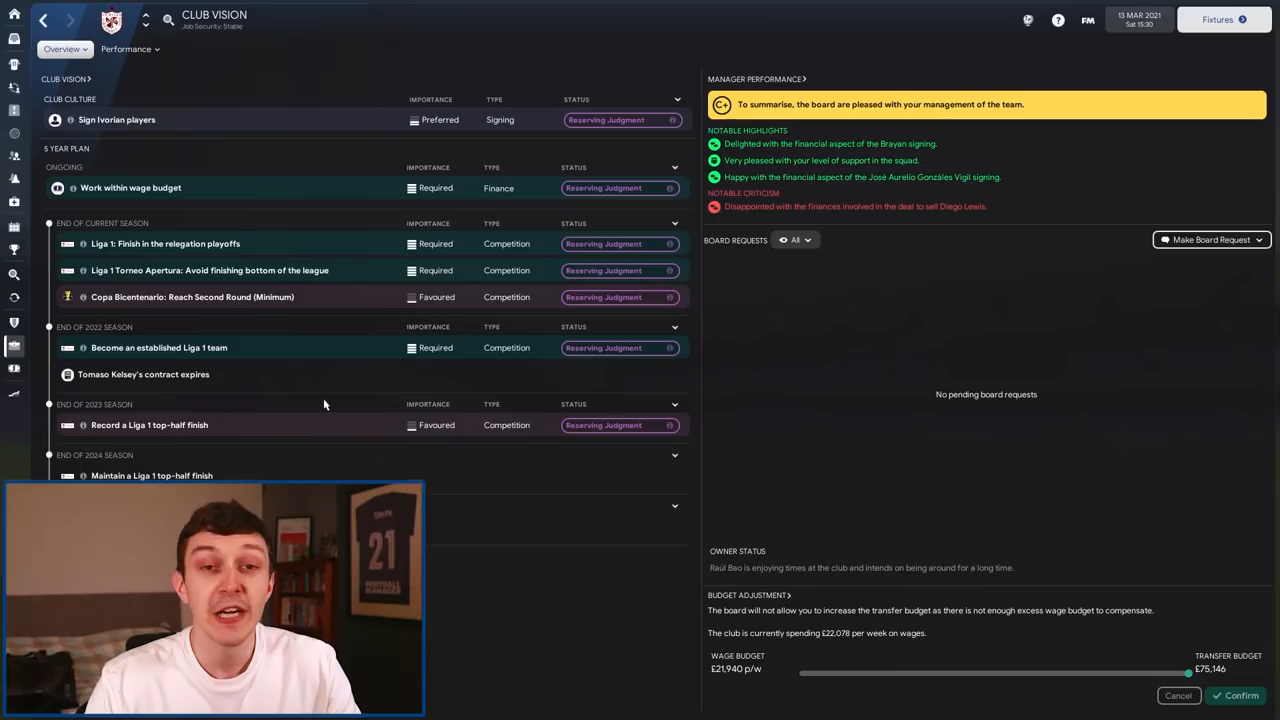 CLUB VISION
Job Security: Stable
FM
13 MAR 2021
Sat 15:30
Fixtures
Overview
Performance
CLUB VISION
CLUB CULTURE IMPORTANCE TYPE STATUS
Sign Ivorian players Preferred Signing Reserving Judgment
5 YEAR PLAN
ONGOING IMPORTANCE TYPE STATUS
Work within wage budget Required Finance Reserving Judgment
END OF CURRENT SEASON IMPORTANCE TYPE STATUS
Liga 1: Finish in the relegation playoffs Required Competition Reserving Judgment
Liga 1 Torneo Apertura: Avoid finishing bottom of the league Required Competition Reserving Judgment
Copa Bicentenario: Reach Second Round (Minimum) Favoured Competition Reserving Judgment
END OF 2022 SEASON IMPORTANCE TYPE STATUS
Become an established Liga 1 team Required Competition Reserving Judgment
Tomaso Kelsey's contract expires
END OF 2023 SEASON IMPORTANCE TYPE STATUS
Record a Liga 1 top-half finish Favoured Competition Reserving Judgment
END OF 2024 SEASON
Maintain a Liga 1 top-half finish
TOM FM
21
FOOTBALL
MANAGER
MANAGER PERFORMANCE
C+ To summarise, the board are pleased with your management of the team.
NOTABLE HIGHLIGHTS
Delighted with the financial aspect of the Brayan signing.
Very pleased with your level of support in the squad.
Happy with the financial aspect of the José Aurelio Gonzáles Vigil signing.
NOTABLE CRITICISM
Disappointed with the finances involved in the deal to sell Diego Lewis.
BOARD REQUESTS All Make Board Request
No pending board requests
OWNER STATUS
Raúl Bao is enjoying times at the club and intends on being around for a long time.
BUDGET ADJUSTMENT
The board will not allow you to increase the transfer budget as there is not enough excess wage budget to compensate.
The club is currently spending £22,078 per week on wages.
WAGE BUDGET TRANSFER BUDGET
£21,940 p/w £75,146
Cancel Confirm